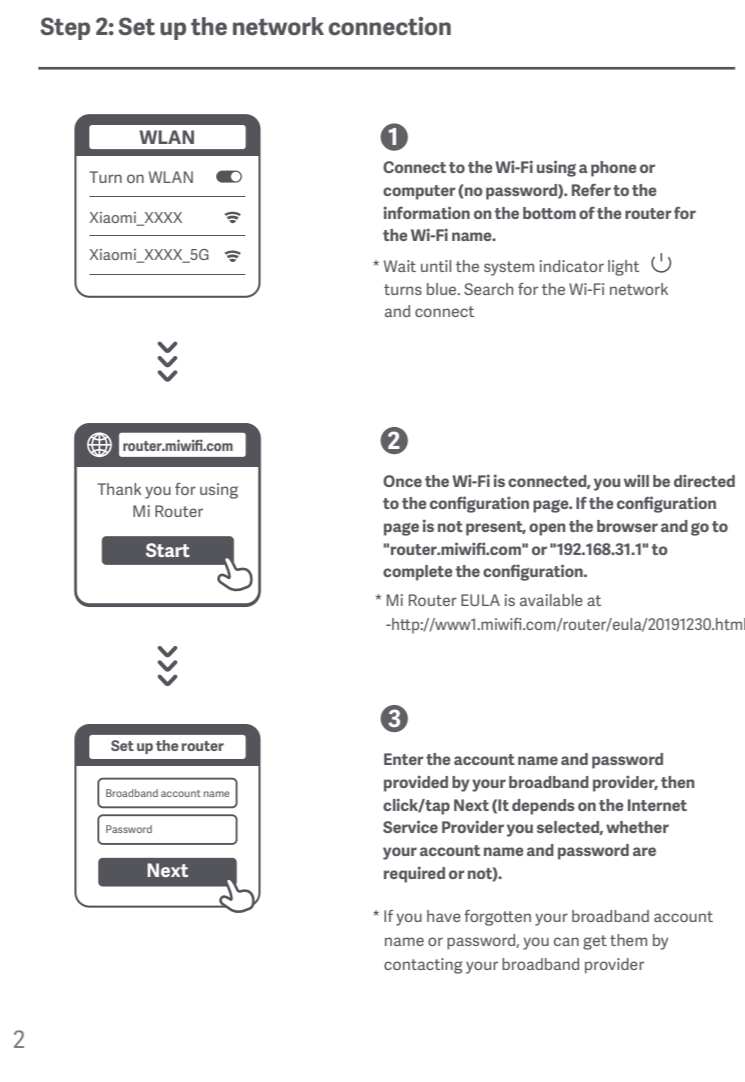 Step 2: Set up the network connection
WLAN
Turn on WLAN
Xiaomi_XXXX
Xiaomi_XXXX_5G
1
Connect to the Wi-Fi using a phone or
computer (no password). Refer to the
information on the bottom of the router for
the Wi-Fi name.
* Wait until the system indicator light
turns blue. Search for the Wi-Fi network
and connect
router.miwifi.com
Thank you for using
Mi Router
Start
2
Once the Wi-Fi is connected, you will be directed
to the configuration page. If the configuration
page is not present, open the browser and go to
"router.miwifi.com" or "192.168.31.1" to
complete the configuration.
* Mi Router EULA is available at
-http://www1.miwifi.com/router/eula/20191230.html
Set up the router
Broadband account name
Password
Next
3
Enter the account name and password
provided by your broadband provider, then
click/tap Next (It depends on the Internet
Service Provider you selected, whether
your account name and password are
required or not).
* If you have forgotten your broadband account
name or password, you can get them by
contacting your broadband provider
2